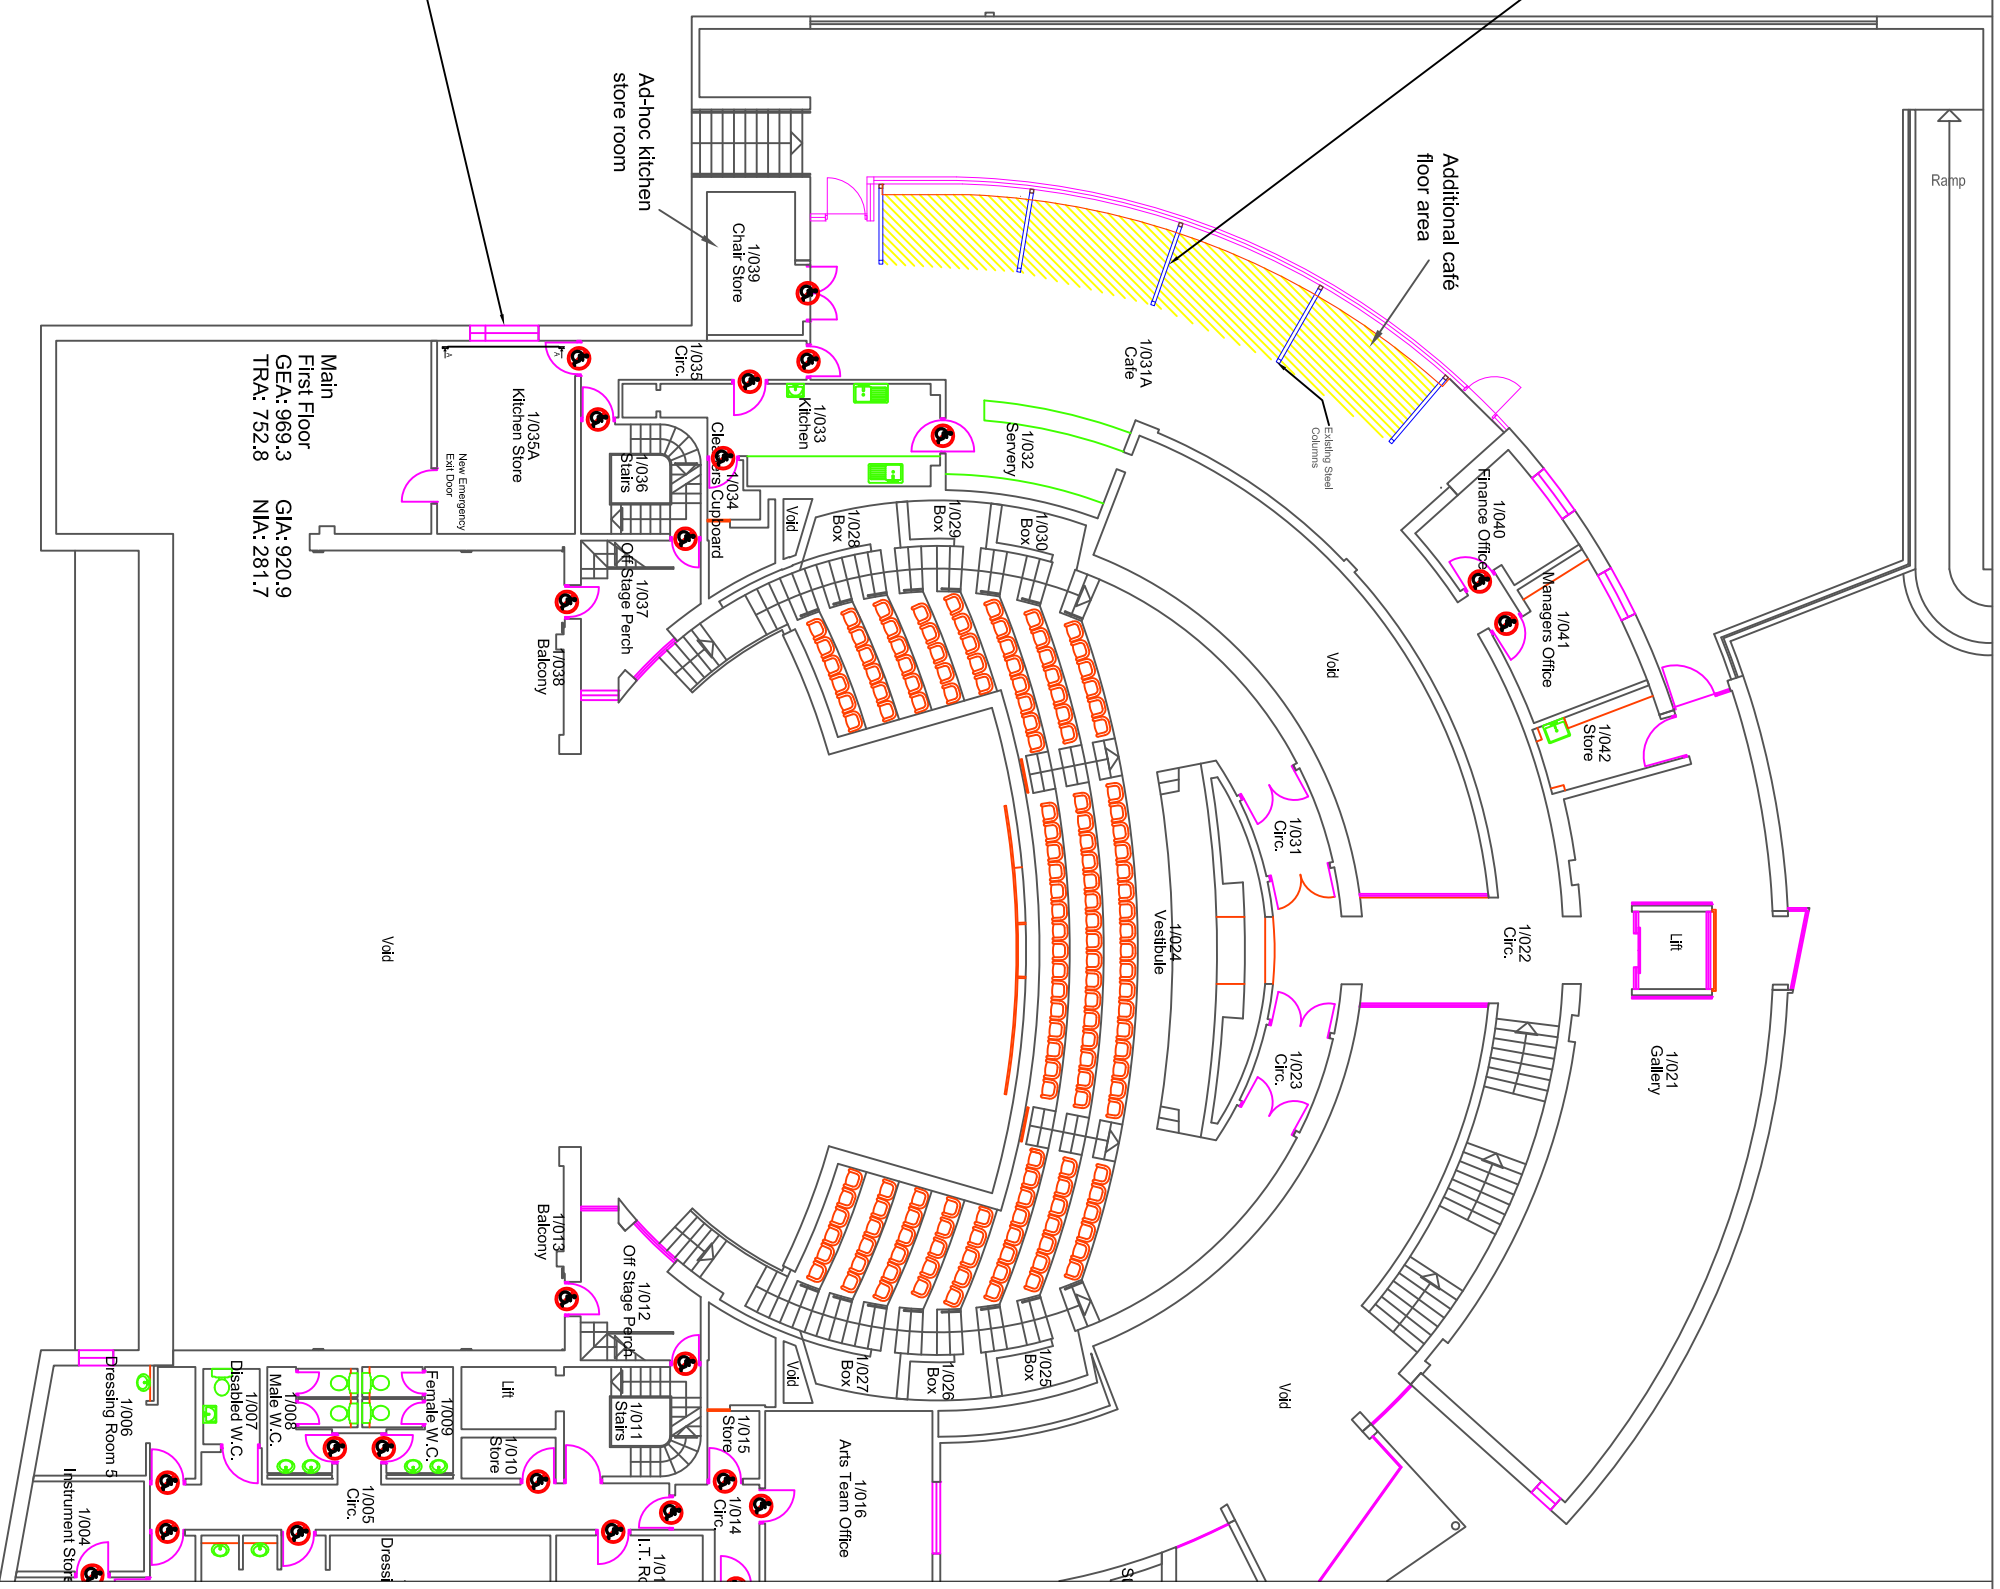 Ad-hoc kitchen
store room
Additional café
floor area
Ramp
1/039
Chair Store
1/035
Circ.
1/031A
Cafe
Existing Steel
Columns
Main
First Floor
GEA: 969.3 GIA: 920.9
TRA: 752.8 NIA: 281.7
1/035A
Kitchen Store
New Emergency
Exit Door
A
A
1/033
Kitchen
1/032
Servery
1/034
Cleaners Cupboard
1/036
Stairs
1/037
Off Stage Perch
1/038
Balcony
Void
1/028
Box
1/029
Box
1/030
Box
1/040
Finance Office
1/041
Managers Office
1/042
Store
Void
1/031
Circ.
1/022
Circ.
Lift
1/024
Vestibule
Void
1/023
Circ.
1/021
Gallery
1/013
Balcony
1/012
Off Stage Perch
Void
1/027
Box
1/026
Box
1/025
Box
Void
1/006
Dressing Room 5
1/007
Disabled W.C.
1/008
Male W.C.
1/009
Female W.C.
Lift
1/010
Store
1/011
Stairs
1/015
Store
1/014
Circ.
1/016
Arts Team Office
1/005
Circ.
1/004
Instrument Store
Dressi
1/01
I.T. Ro